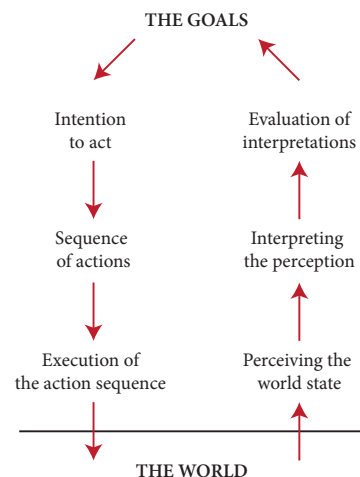 THE GOALS
Intention
to act
Evaluation of
interpretations
Sequence
of actions
Interpreting
the perception
Execution of
the action sequence
Perceiving the
world state
THE WORLD